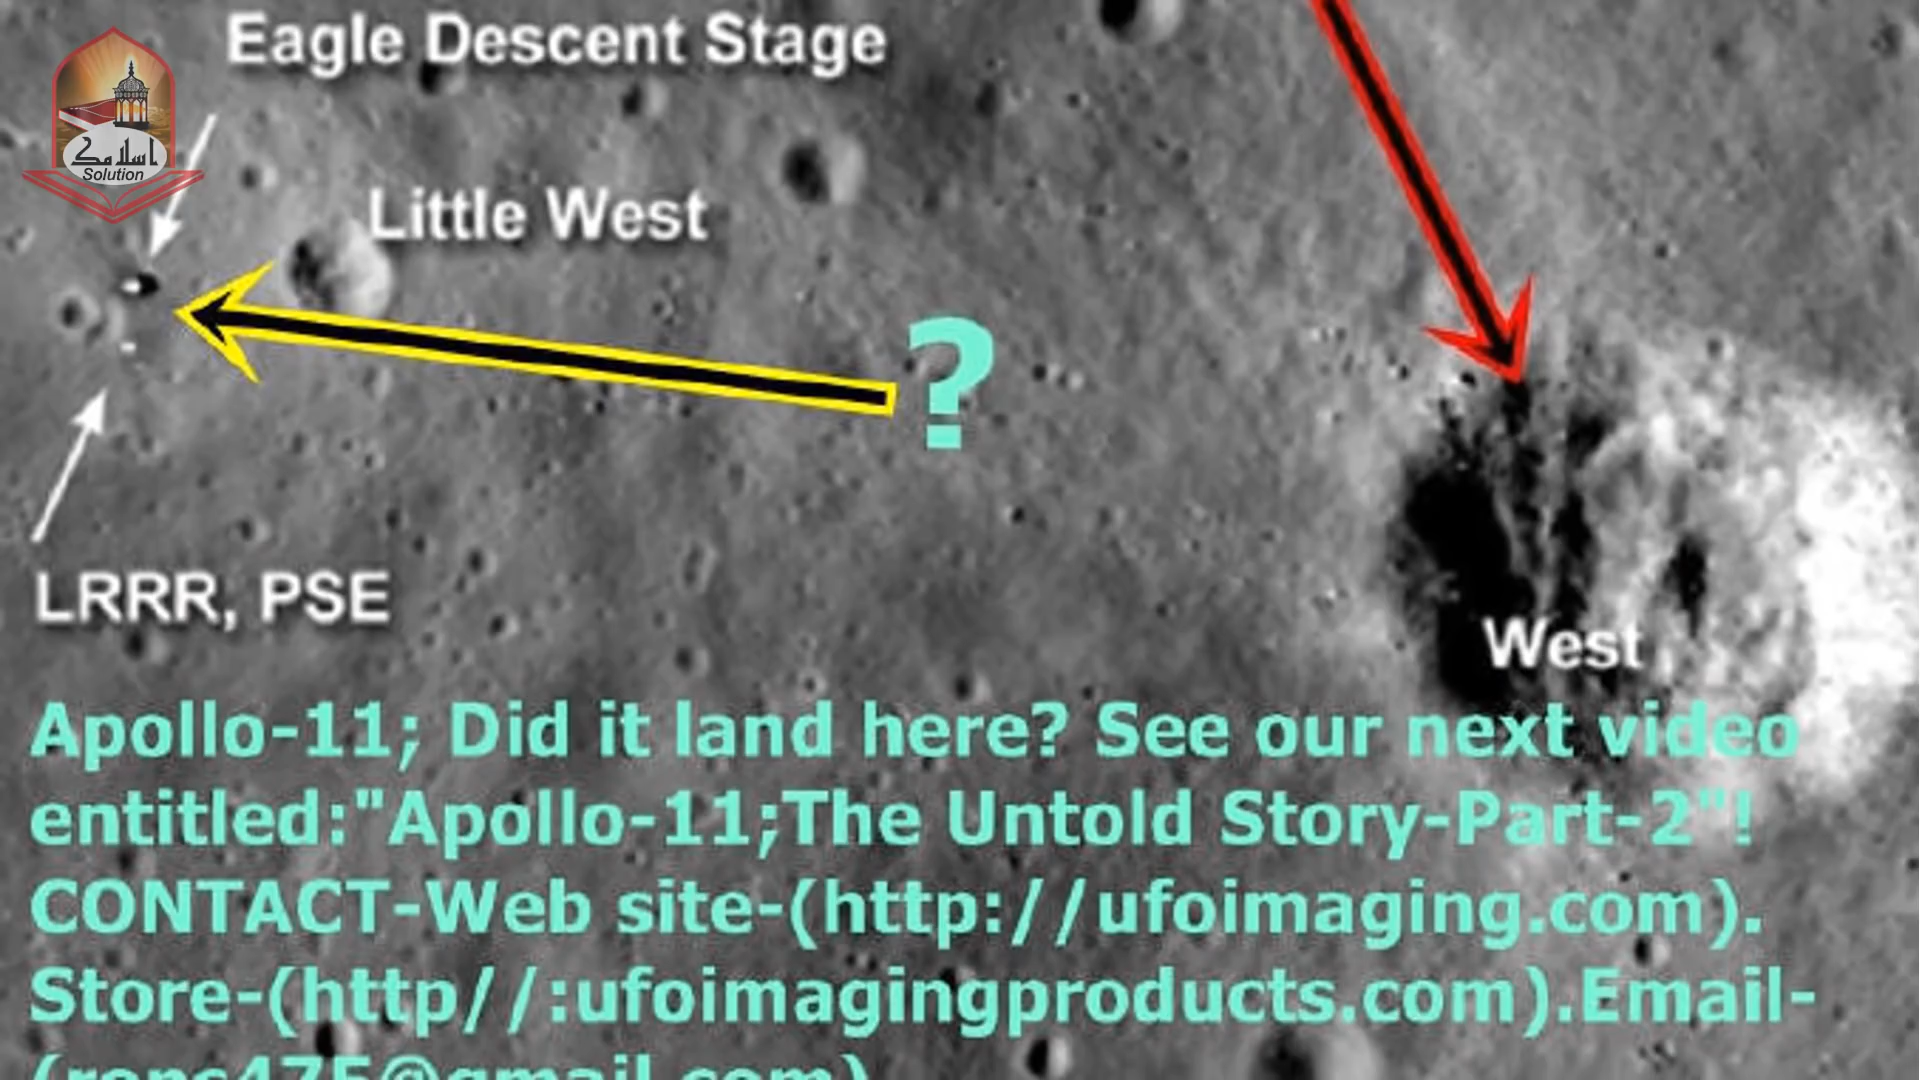 Eagle Descent Stage
اسلامک
Solution
Little West
?
LRRR, PSE
West
Apollo-11; Did it land here? See our next video
entitled:"Apollo-11;The Untold Story-Part-2"!
CONTACT-Web site-(http://ufoimaging.com).
Store-(http//:ufoimagingproducts.com).Email-